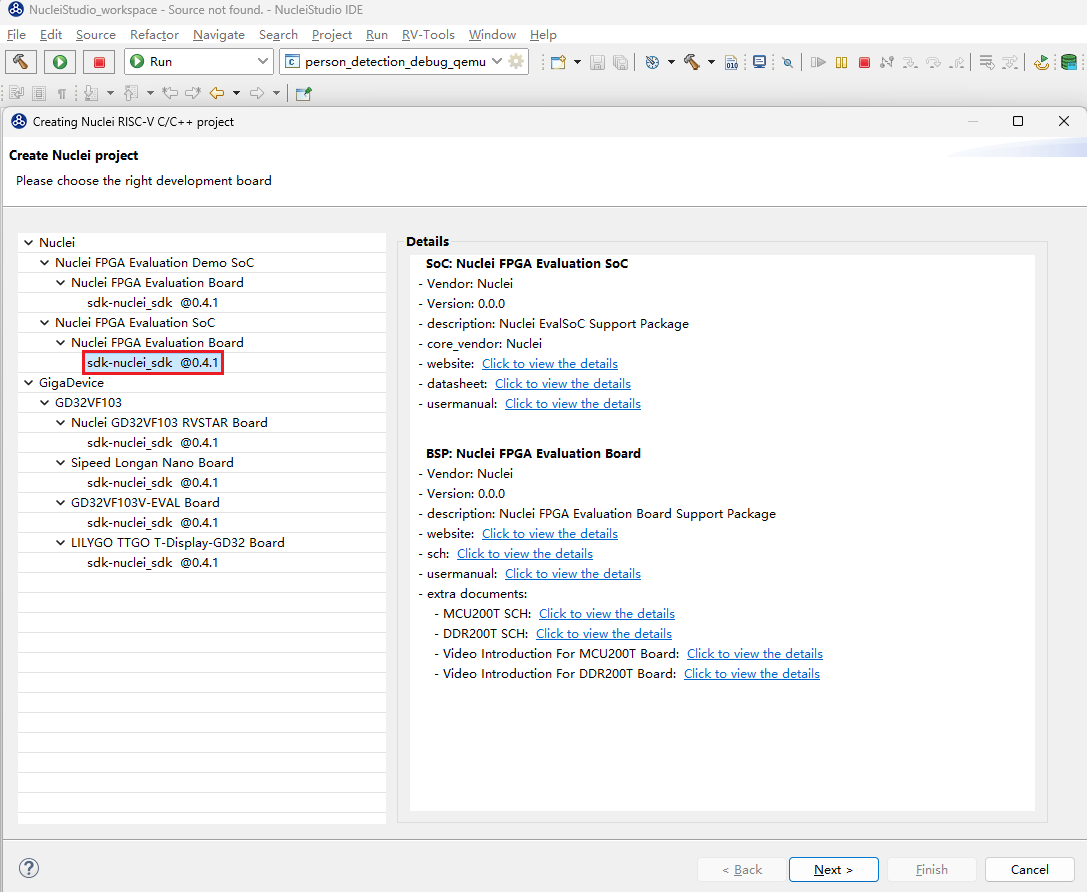 NucleiStudio_workspace - Source not found. - NucleiStudio IDE
File Edit Source Refactor Navigate Search Project Run RV-Tools Window Help
Run
person_detection_debug_qemu
Creating Nuclei RISC-V C/C++ project
Create Nuclei project
Please choose the right development board
Nuclei
Nuclei FPGA Evaluation Demo SoC
Nuclei FPGA Evaluation Board
sdk-nuclei_sdk @0.4.1
Nuclei FPGA Evaluation SoC
Nuclei FPGA Evaluation Board
sdk-nuclei_sdk @0.4.1
GigaDevice
GD32VF103
Nuclei GD32VF103 RVSTAR Board
sdk-nuclei_sdk @0.4.1
Sipeed Longan Nano Board
sdk-nuclei_sdk @0.4.1
GD32VF103V-EVAL Board
sdk-nuclei_sdk @0.4.1
LILYGO TTGO T-Display-GD32 Board
sdk-nuclei_sdk @0.4.1
Details
SoC: Nuclei FPGA Evaluation SoC
- Vendor: Nuclei
- Version: 0.0.0
- description: Nuclei EvalSoC Support Package
- core_vendor: Nuclei
- website: Click to view the details
- datasheet: Click to view the details
- usermanual: Click to view the details
BSP: Nuclei FPGA Evaluation Board
- Vendor: Nuclei
- Version: 0.0.0
- description: Nuclei FPGA Evaluation Board Support Package
- website: Click to view the details
- sch: Click to view the details
- usermanual: Click to view the details
- extra documents:
- MCU200T SCH: Click to view the details
- DDR200T SCH: Click to view the details
- Video Introduction For MCU200T Board: Click to view the details
- Video Introduction For DDR200T Board: Click to view the details
?
< Back Next > Finish Cancel